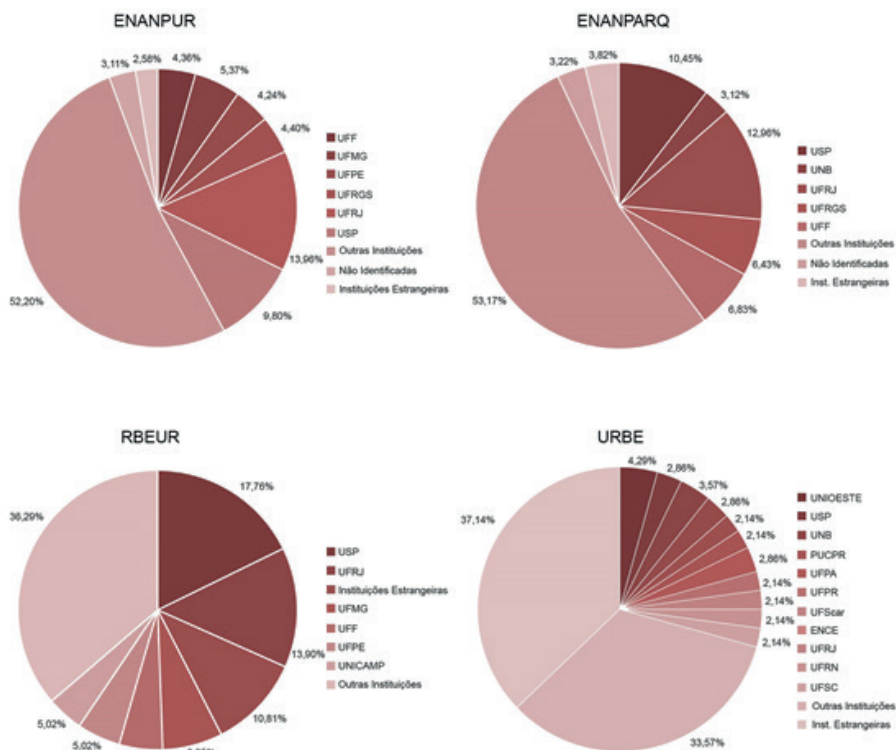 ENANPUR
3,11%
2,58%
4,36%
5,37%
4,24%
4,40%
13,96%
9,80%
52,20%
UFF
UFMG
UFPE
UFRGS
UFRJ
USP
Outras Instituições
Não Identificadas
Instituições Estrangeiras
ENANPARQ
3,22%
3,82%
10,45%
3,12%
12,96%
6,43%
6,83%
53,17%
USP
UNB
UFRJ
UFRGS
UFF
Outras Instituições
Não Identificadas
Inst. Estrangeiras
RBEUR
36,29%
17,76%
13,90%
10,81%
5,02%
5,02%
USP
UFRJ
Instituições Estrangeiras
UFMG
UFF
UFPE
UNICAMP
Outras Instituições
URBE
37,14%
4,29%
2,86%
3,57%
2,86%
2,14%
2,14%
2,86%
2,14%
2,14%
2,14%
2,14%
33,57%
UNIOESTE
USP
UNB
PUCPR
UFPA
UFPR
UFScar
ENCE
UFRJ
UFRN
UFSC
Outras Instituições
Inst. Estrangeiras